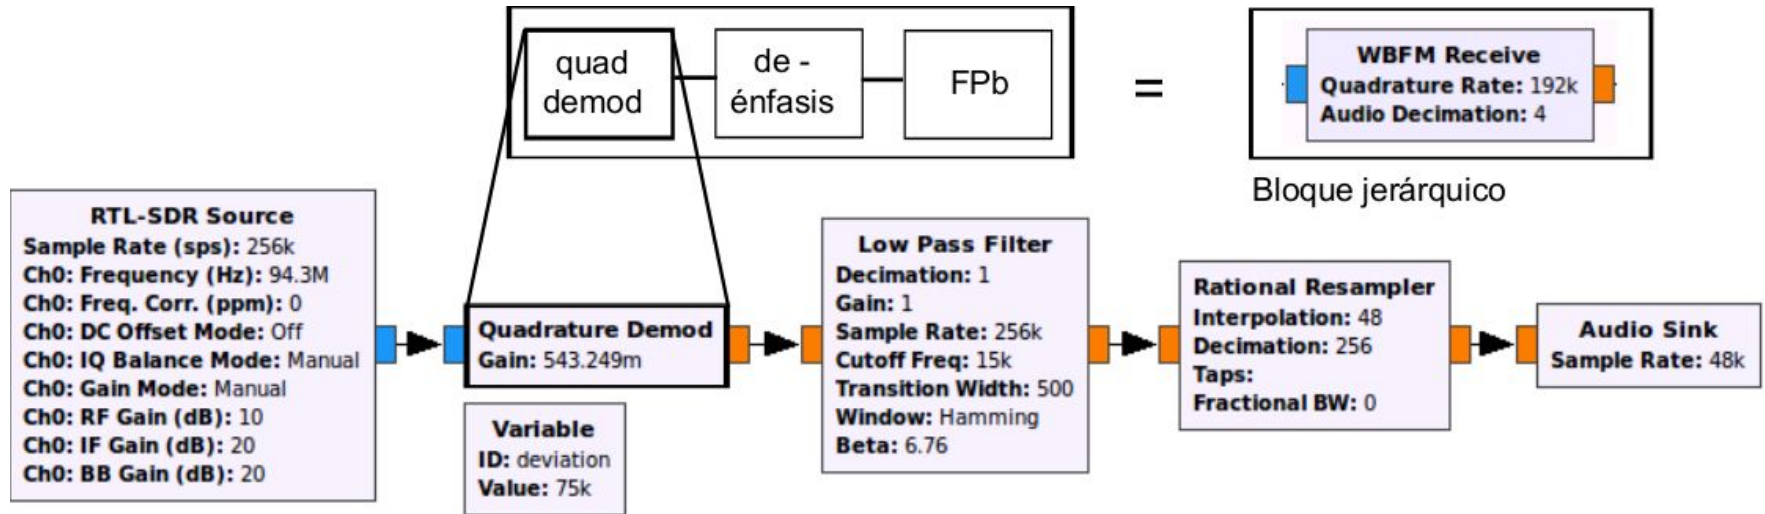 quad
demod
de -
énfasis
FPb
=
WBFM Receive
Quadrature Rate: 192k
Audio Decimation: 4
Bloque jerárquico
RTL-SDR Source
Sample Rate (sps): 256k
Ch0: Frequency (Hz): 94.3M
Ch0: Freq. Corr. (ppm): 0
Ch0: DC Offset Mode: Off
Ch0: IQ Balance Mode: Manual
Ch0: Gain Mode: Manual
Ch0: RF Gain (dB): 10
Ch0: IF Gain (dB): 20
Ch0: BB Gain (dB): 20
Quadrature Demod
Gain: 543.249m
Variable
ID: deviation
Value: 75k
Low Pass Filter
Decimation: 1
Gain: 1
Sample Rate: 256k
Cutoff Freq: 15k
Transition Width: 500
Window: Hamming
Beta: 6.76
Rational Resampler
Interpolation: 48
Decimation: 256
Taps:
Fractional BW: 0
Audio Sink
Sample Rate: 48k